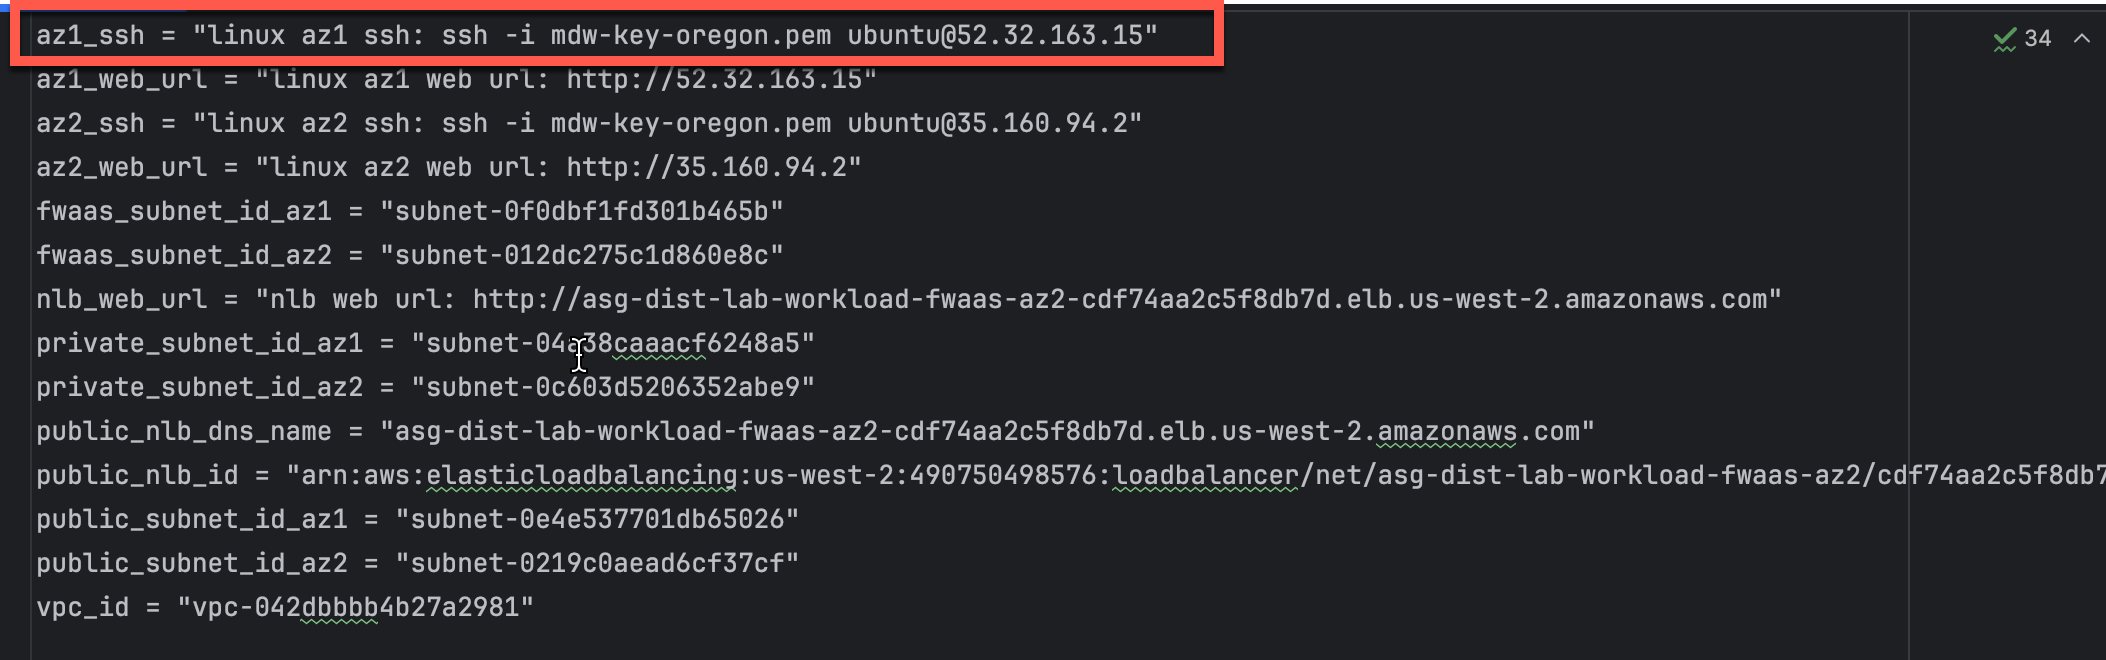 az1_ssh = "linux az1 ssh: ssh -i mdw-key-oregon.pem ubuntu@52.32.163.15"
34
az1_web_url = "linux az1 web url: http://52.32.163.15"
az2_ssh = "linux az2 ssh: ssh -i mdw-key-oregon.pem ubuntu@35.160.94.2"
az2_web_url = "linux az2 web url: http://35.160.94.2"
fwaas_subnet_id_az1 = "subnet-0f0dbf1fd301b465b"
fwaas_subnet_id_az2 = "subnet-012dc275c1d860e8c"
nlb_web_url = "nlb web url: http://asg-dist-lab-workload-fwaas-az2-cdf74aa2c5f8db7d.elb.us-west-2.amazonaws.com"
private_subnet_id_az1 = "subnet-04a38caaacf6248a5"
private_subnet_id_az2 = "subnet-0c603d5206352abe9"
public_nlb_dns_name = "asg-dist-lab-workload-fwaas-az2-cdf74aa2c5f8db7d.elb.us-west-2.amazonaws.com"
public_nlb_id = "arn:aws:elasticloadbalancing:us-west-2:490750498576:loadbalancer/net/asg-dist-lab-workload-fwaas-az2/cdf74aa2c5f8db7
public_subnet_id_az1 = "subnet-0e4e537701db65026"
public_subnet_id_az2 = "subnet-0219c0aead6cf37cf"
vpc_id = "vpc-042dbbbb4b27a2981"